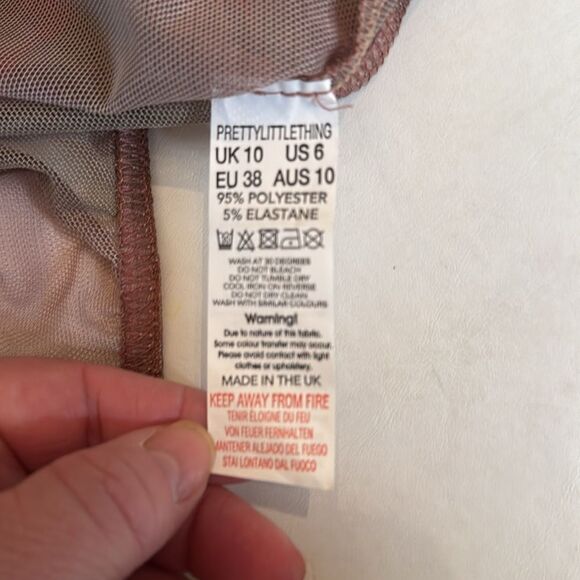 PRETTYLITTLETHING
UK 10 US 6
EU 38 AUS 10
95% POLYESTER
5% ELASTANE
WASH AT 30 DEGREES
DO NOT BLEACH
DO NOT TUMBLE DRY
COOL IRON ON REVERSE
DO NOT DRY CLEAN
WASH WITH SIMILAR COLOURS
Warning!
Due to nature of this fabric.
Some colour transfer may occur.
Please avoid contact with light
clothes or upholstery.
MADE IN THE UK
KEEP AWAY FROM FIRE
TENIR ÉLOIGNE DU FEU
VON FEUER FERNHALTEN
MANTENER ALEJADO DEL FUEGO
STAI LONTANO DAL FUOCO